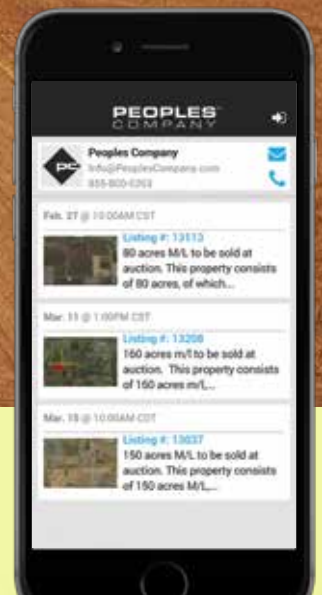 PEOPLES
COMPANY
PC
Peoples Company
Info@PeoplesCompany.com
855-800-5263
Feb. 27 @ 10:00AM CST
Listing #: 13113
80 acres M/L to be sold at
auction. This property consists
of 80 acres, of which...
Mar. 11 @ 1:00PM CDT
Listing #: 13208
160 acres m/l to be sold at
auction. This property consists
of 160 acres m/l,...
Mar. 15 @ 10:00AM CDT
Listing #: 13037
150 acres M/L to be sold at
auction. This property consists
of 150 acres M/L,...